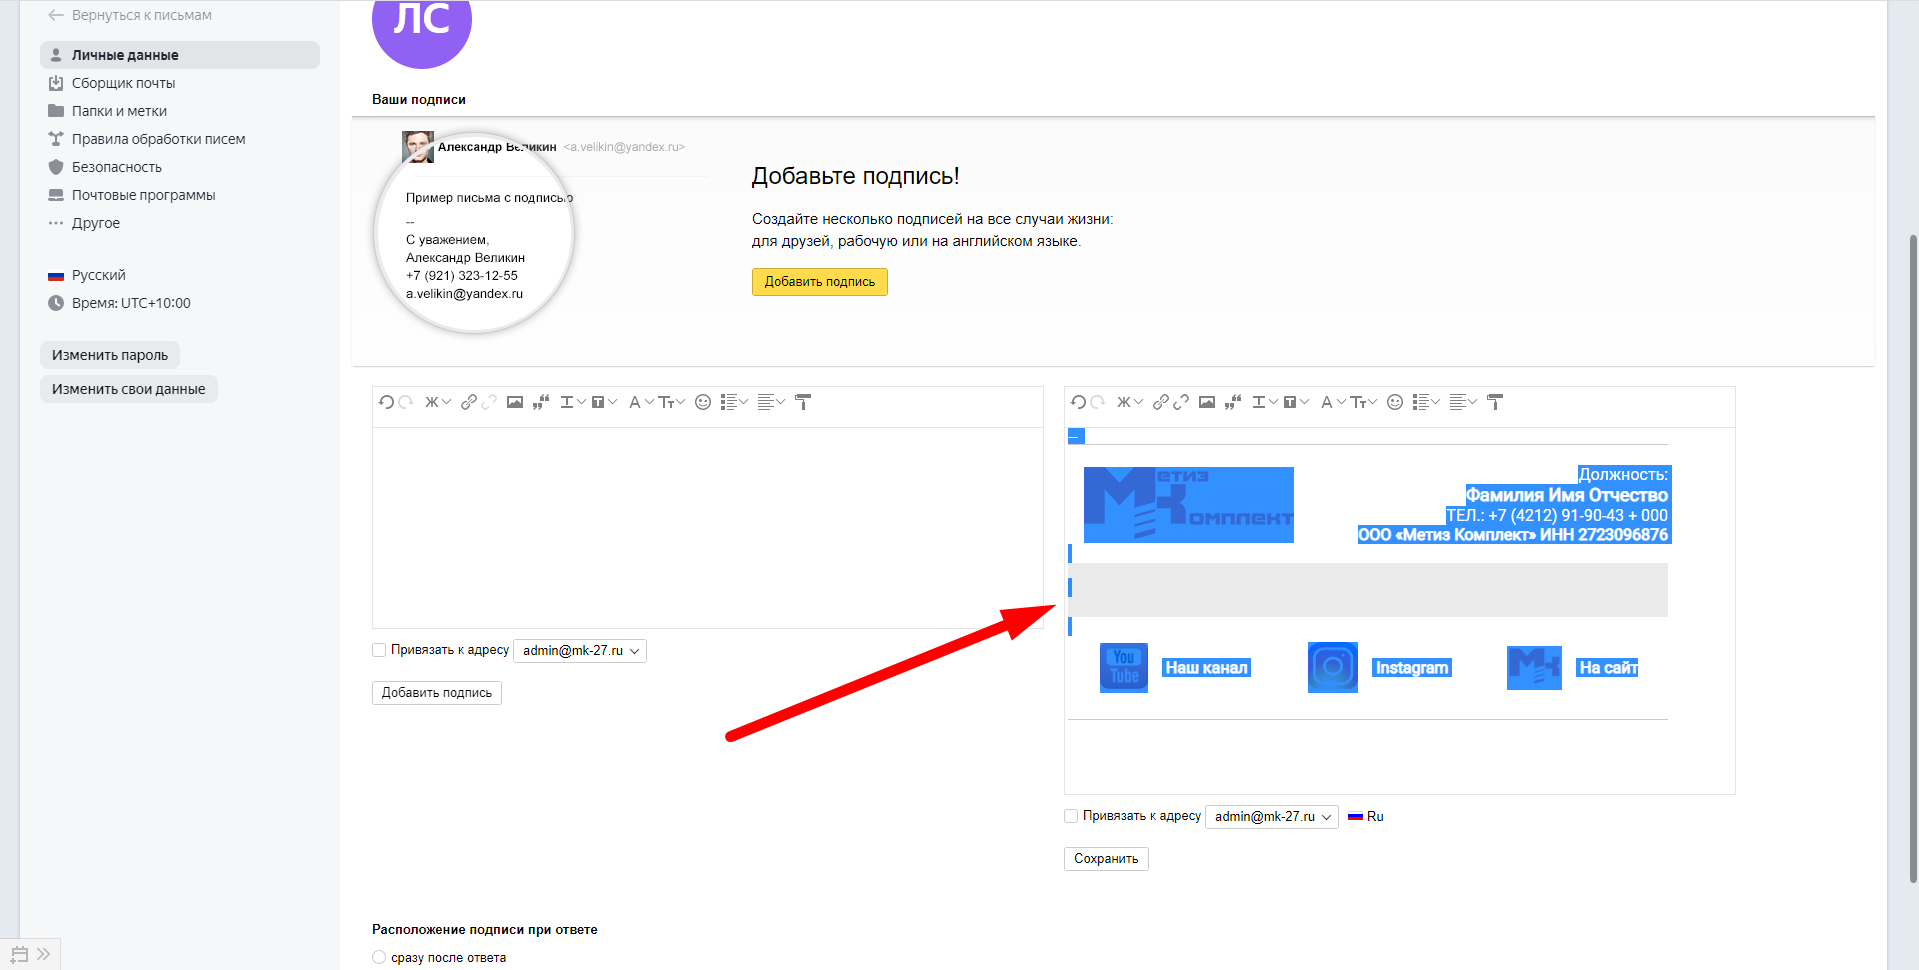 Вернуться к письмам
Личные данные
Сборщик почты
Папки и метки
Правила обработки писем
Безопасность
Почтовые программы
Другое
Русский
Время: UTC+10:00
Изменить пароль
Изменить свои данные
ЛС
Ваши подписи
Александр Великин <a.velikin@yandex.ru>
Пример письма с подписью
--
С уважением,
Александр Великин
+7 (921) 323-12-55
a.velikin@yandex.ru
Добавьте подпись!
Создайте несколько подписей на все случаи жизни:
для друзей, рабочую или на английском языке.
Добавить подпись
Ж
T
А
Тт
Привязать к адресу admin@mk-27.ru
Добавить подпись
Ж
T
А
Тт
--
Метиз
Комплект
Должность:
Фамилия Имя Отчество
ТЕЛ.: +7 (4212) 91-90-43 + 000
ООО «Метиз Комплект» ИНН 2723096876
You
Tube
Наш канал
Instagram
МК
На сайт
Привязать к адресу admin@mk-27.ru Ru
Сохранить
Расположение подписи при ответе
сразу после ответа